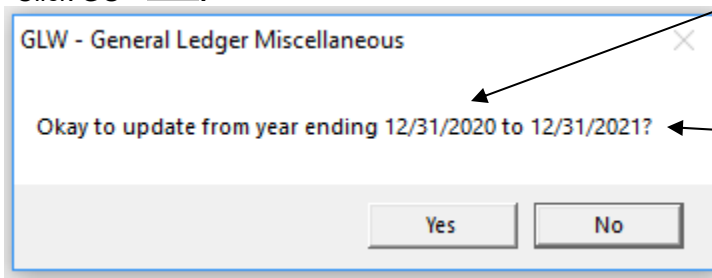 GLW - General Ledger Miscellaneous
Okay to update from year ending 12/31/2020 to 12/31/2021?
Yes
No